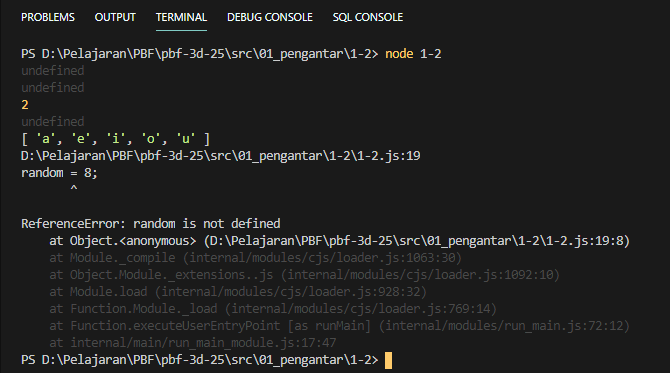 PROBLEMS OUTPUT TERMINAL DEBUG CONSOLE SQL CONSOLE
PS D:\Pelajaran\PBF\pbf-3d-25\src\01_pengantar\1-2> node 1-2
undefined
undefined
2
undefined
[ 'a', 'e', 'i', 'o', 'u' ]
D:\Pelajaran\PBF\pbf-3d-25\src\01_pengantar\1-2\1-2.js:19
random = 8;
       ^
ReferenceError: random is not defined
    at Object.<anonymous> (D:\Pelajaran\PBF\pbf-3d-25\src\01_pengantar\1-2\1-2.js:19:8)
    at Module._compile (internal/modules/cjs/loader.js:1063:30)
    at Object.Module._extensions..js (internal/modules/cjs/loader.js:1092:10)
    at Module.load (internal/modules/cjs/loader.js:928:32)
    at Function.Module._load (internal/modules/cjs/loader.js:769:14)
    at Function.executeUserEntryPoint [as runMain] (internal/modules/run_main.js:72:12)
    at internal/main/run_main_module.js:17:47
PS D:\Pelajaran\PBF\pbf-3d-25\src\01_pengantar\1-2>